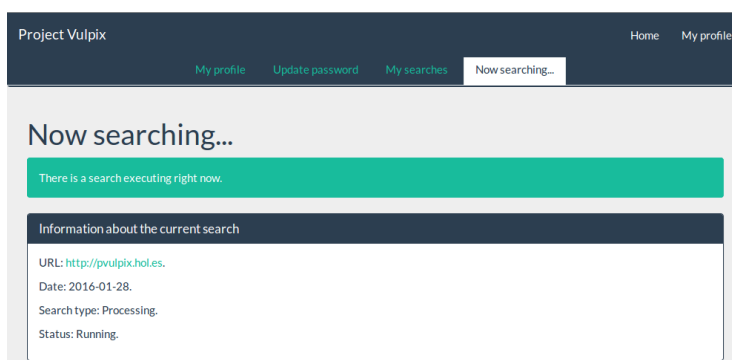 Project Vulpix Home My profile
My profile Update password My searches Now searching...
Now searching...
There is a search executing right now.
Information about the current search
URL: http://pvulpix.hol.es.
Date: 2016-01-28.
Search type: Processing.
Status: Running.